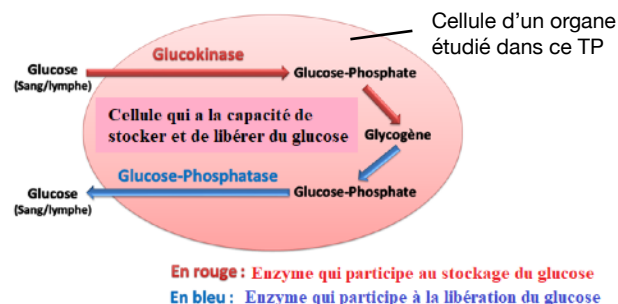 Cellule d'un organe
étudié dans ce TP
Glucokinase
Glucose
(Sang/lymphe)
Glucose-Phosphate
Cellule qui a la capacité de
stocker et de libérer du glucose
Glycogène
Glucose-Phosphatase
Glucose
(Sang/lymphe)
Glucose-Phosphate
En rouge : Enzyme qui participe au stockage du glucose
En bleu : Enzyme qui participe à la libération du glucose